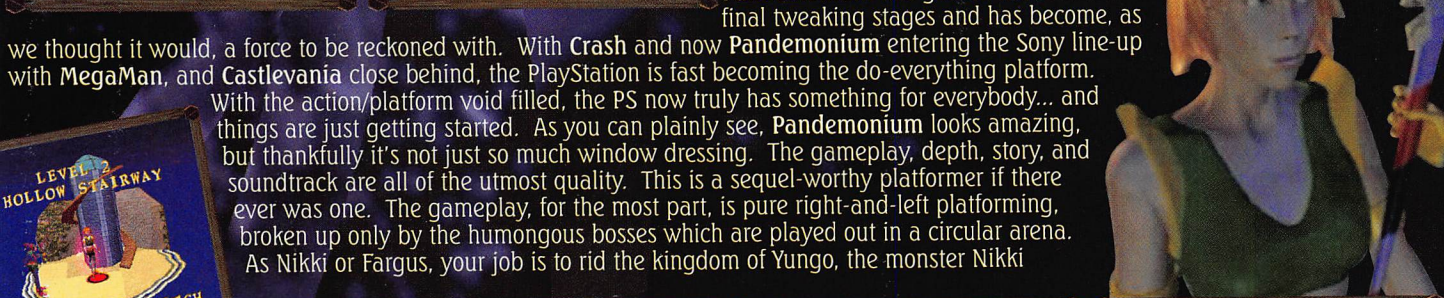 final tweaking stages and has become, as
we thought it would, a force to be reckoned with. With Crash and now Pandemonium entering the Sony line-up
with MegaMan, and Castlevania close behind, the PlayStation is fast becoming the do-everything platform.
With the action/platform void filled, the PS now truly has something for everybody... and
things are just getting started. As you can plainly see, Pandemonium looks amazing,
but thankfully it's not just so much window dressing. The gameplay, depth, story, and
soundtrack are all of the utmost quality. This is a sequel-worthy platformer if there
ever was one. The gameplay, for the most part, is pure right-and-left platforming,
broken up only by the humongous bosses which are played out in a circular arena.
As Nikki or Fargus, your job is to rid the kingdom of Yungo, the monster Nikki
LEVEL 2
HOLLOW STAIRWAY